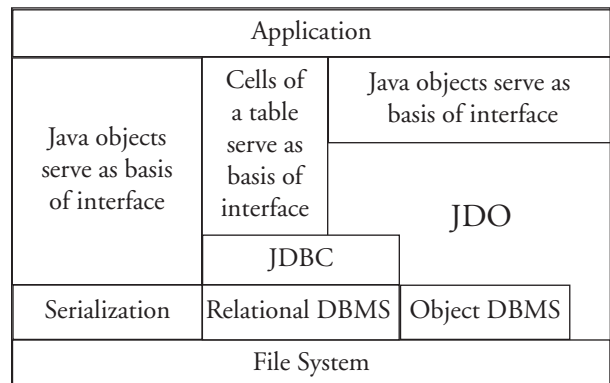 Application
Java objects
serve as basis
of interface
Cells of
a table
serve as
basis of
interface
Java objects serve as
basis of interface
JDO
JDBC
Serialization
Relational DBMS
Object DBMS
File System